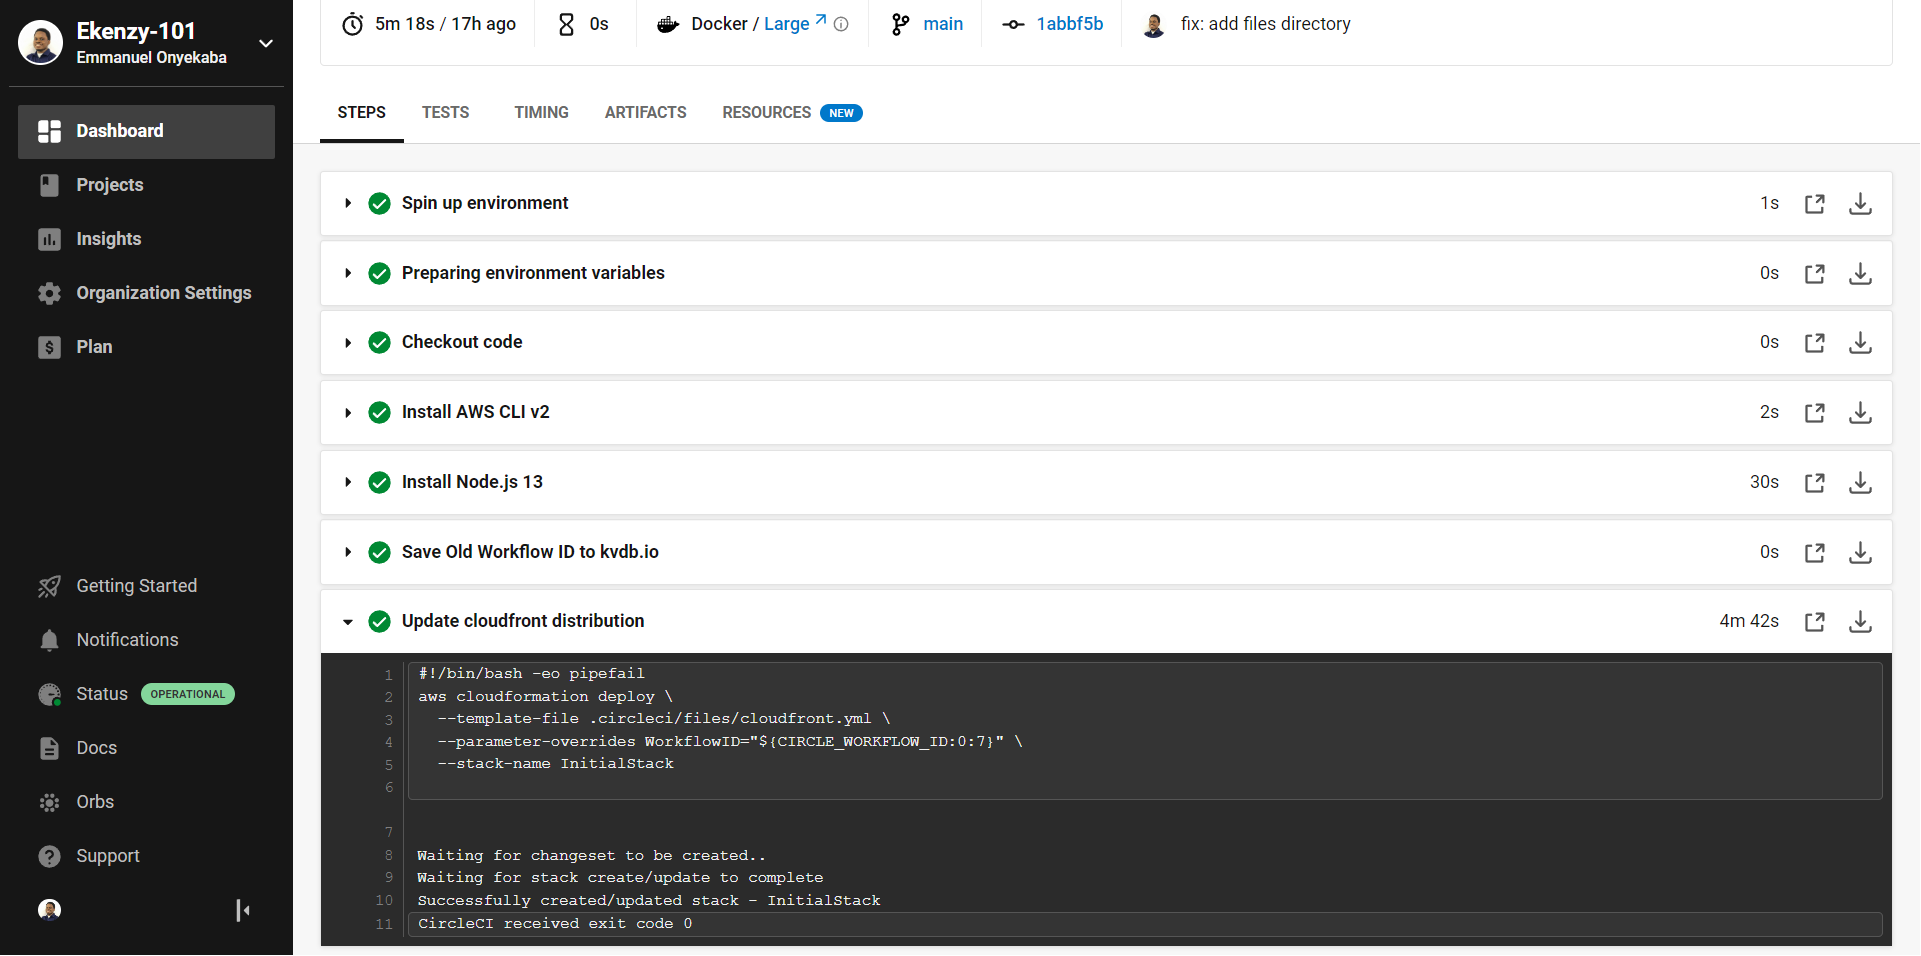 Ekenzy-101
Emmanuel Onyekaba
Dashboard
Projects
Insights
Organization Settings
$ Plan
Getting Started
Notifications
Status OPERATIONAL
Docs
Orbs
? Support
5m 18s / 17h ago
0s
Docker / Large
main
1abbf5b
fix: add files directory
STEPS
TESTS
TIMING
ARTIFACTS
RESOURCES NEW
Spin up environment 1s
Preparing environment variables 0s
Checkout code 0s
Install AWS CLI v2 2s
Install Node.js 13 30s
Save Old Workflow ID to kvdb.io 0s
Update cloudfront distribution 4m 42s
1 #!/bin/bash -eo pipefail
2 aws cloudformation deploy \
3 --template-file .circleci/files/cloudfront.yml \
4 --parameter-overrides WorkflowID="${CIRCLE_WORKFLOW_ID:0:7}" \
5 --stack-name InitialStack
6
7
8 Waiting for changeset to be created..
9 Waiting for stack create/update to complete
10 Successfully created/updated stack - InitialStack
11 CircleCI received exit code 0